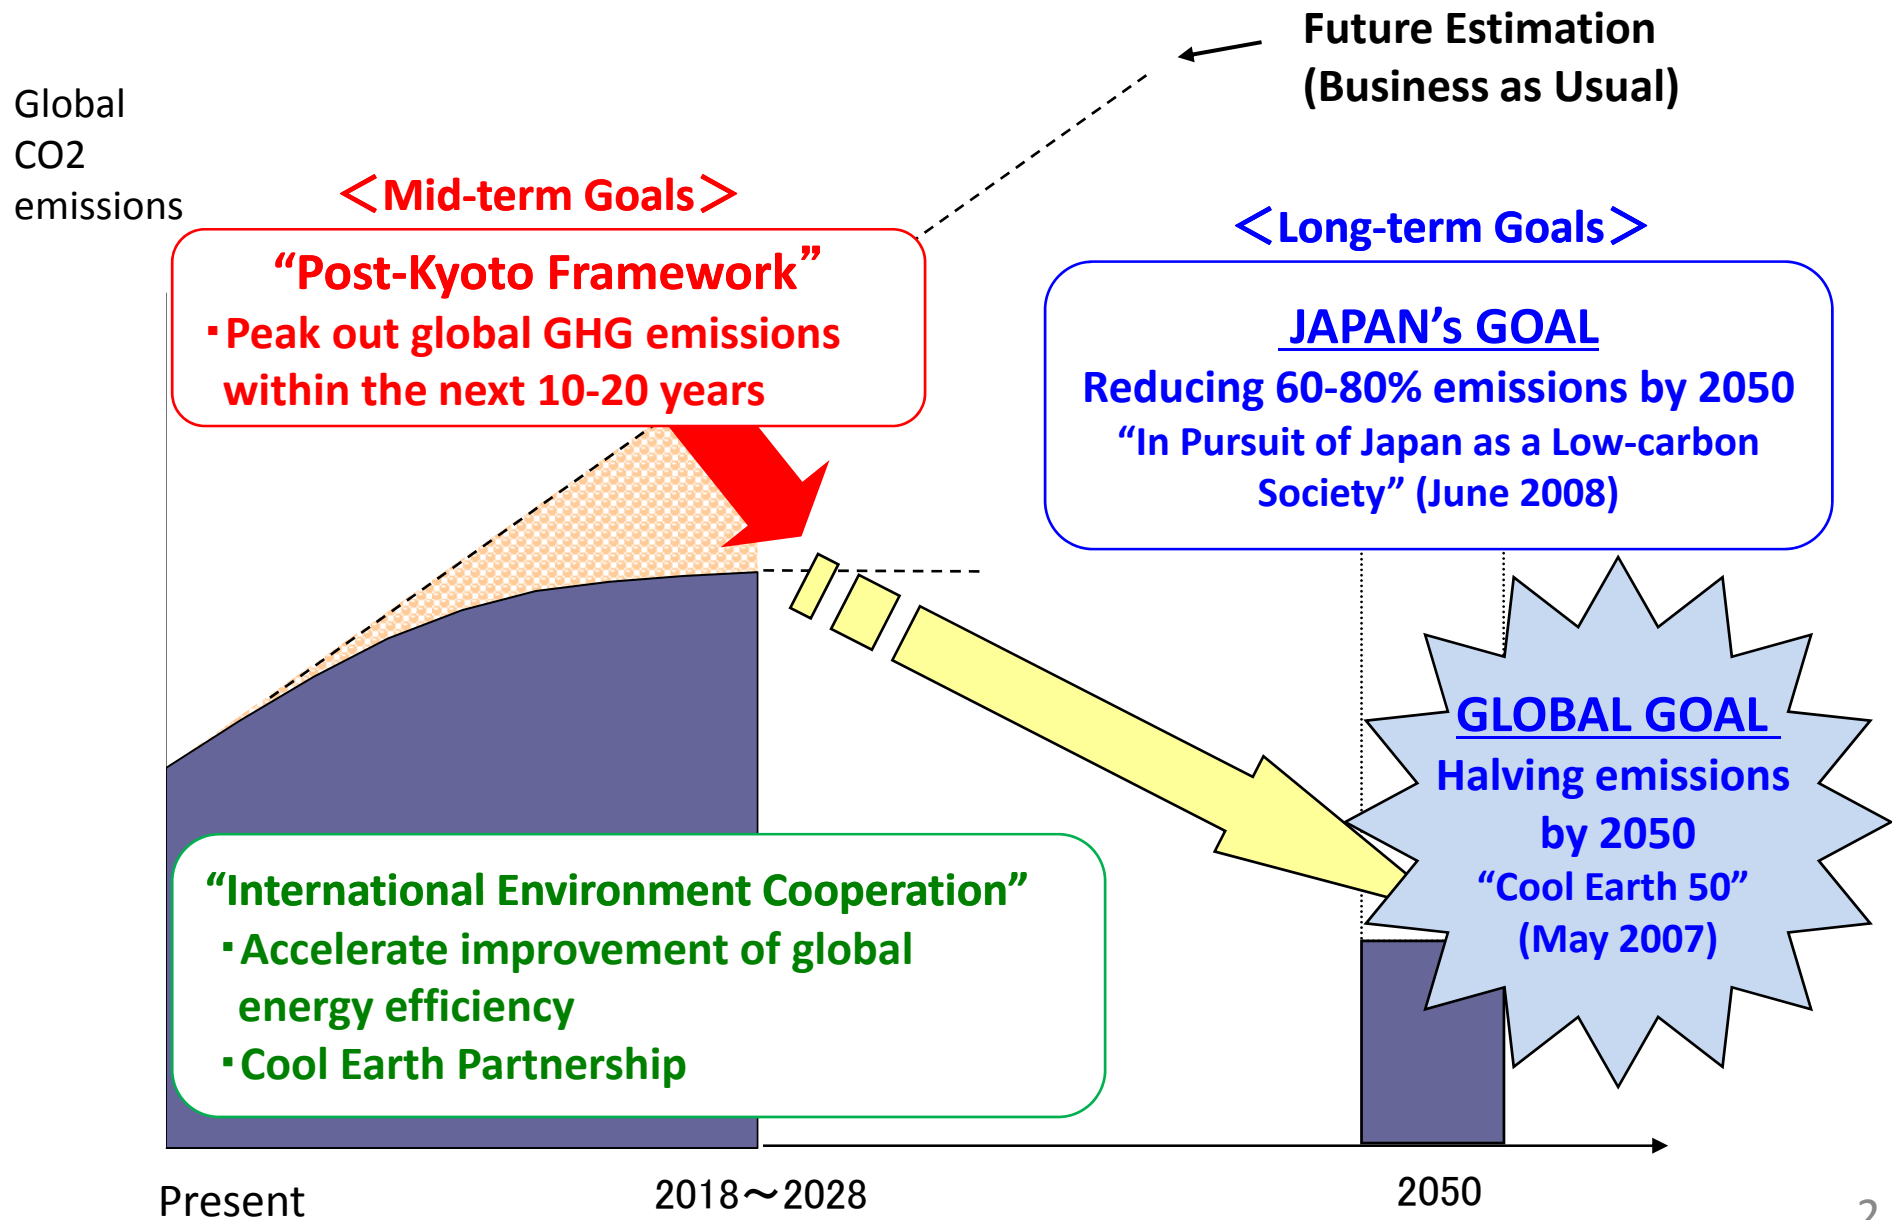 Future Estimation
(Business as Usual)
Global
CO2
emissions
＜Mid-term Goals＞
“Post-Kyoto Framework”
・Peak out global GHG emissions
within the next 10-20 years
＜Long-term Goals＞
JAPAN’s GOAL
Reducing 60-80% emissions by 2050
“In Pursuit of Japan as a Low-carbon
Society” (June 2008)
GLOBAL GOAL
Halving emissions
by 2050
“Cool Earth 50”
(May 2007)
“International Environment Cooperation”
・Accelerate improvement of global
energy efficiency
・Cool Earth Partnership
Present
2018～2028
2050
2